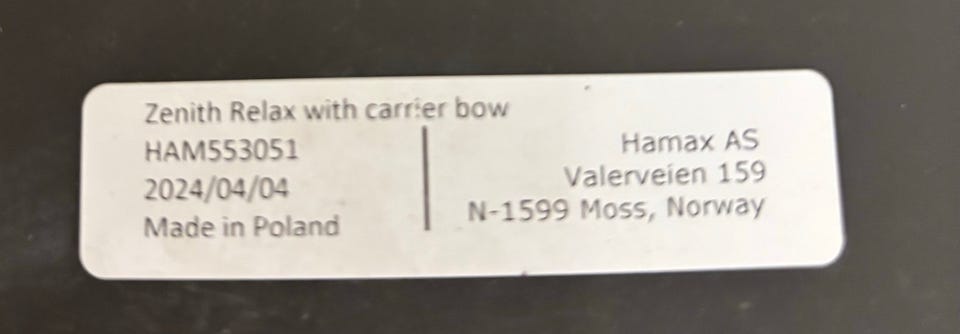 Zenith Relax with carrier bow
HAM553051
2024/04/04
Made in Poland
Hamax AS
Valerveien 159
N-1599 Moss, Norway